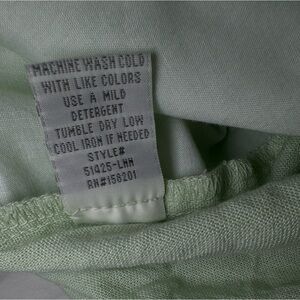 MACHINE WASH COLD
WITH LIKE COLORS
USE A MILD
DETERGENT
TUMBLE DRY LOW
COOL IRON IF NEEDED
STYLE#
51425-LHH
RN#158201